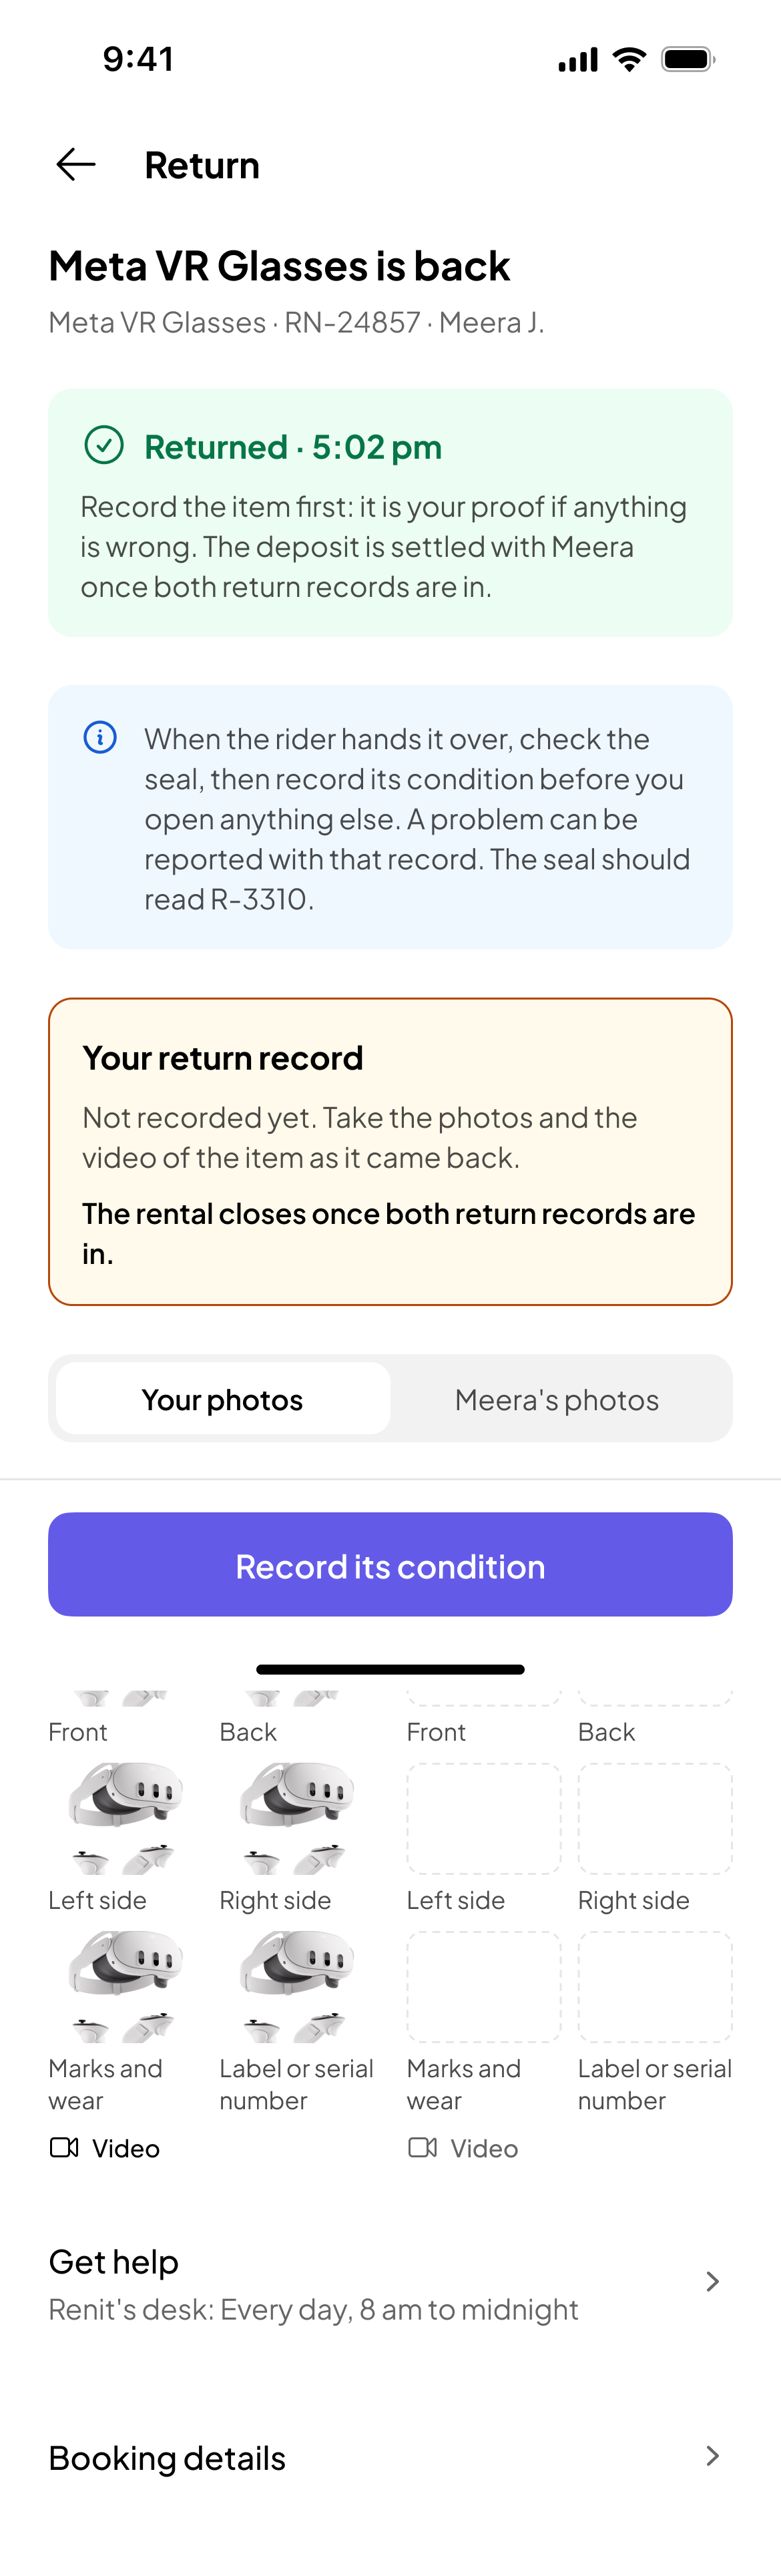 9:41
Return
Meta VR Glasses is back
Meta VR Glasses · RN-24857 · Meera J.
Returned · 5:02 pm
Record the item first: it is your proof if anything
is wrong. The deposit is settled with Meera
once both return records are in.
When the rider hands it over, check the
seal, then record its condition before you
open anything else. A problem can be
reported with that record. The seal should
read R-3310.
Your return record
Not recorded yet. Take the photos and the
video of the item as it came back.
The rental closes once both return records are
in.
Your photos
Meera's photos
Record its condition
Front
Back
Front
Back
Left side
Right side
Left side
Right side
Marks and
wear
Label or serial
number
Marks and
wear
Label or serial
number
Video
Video
Get help
Renit's desk: Every day, 8 am to midnight
Booking details